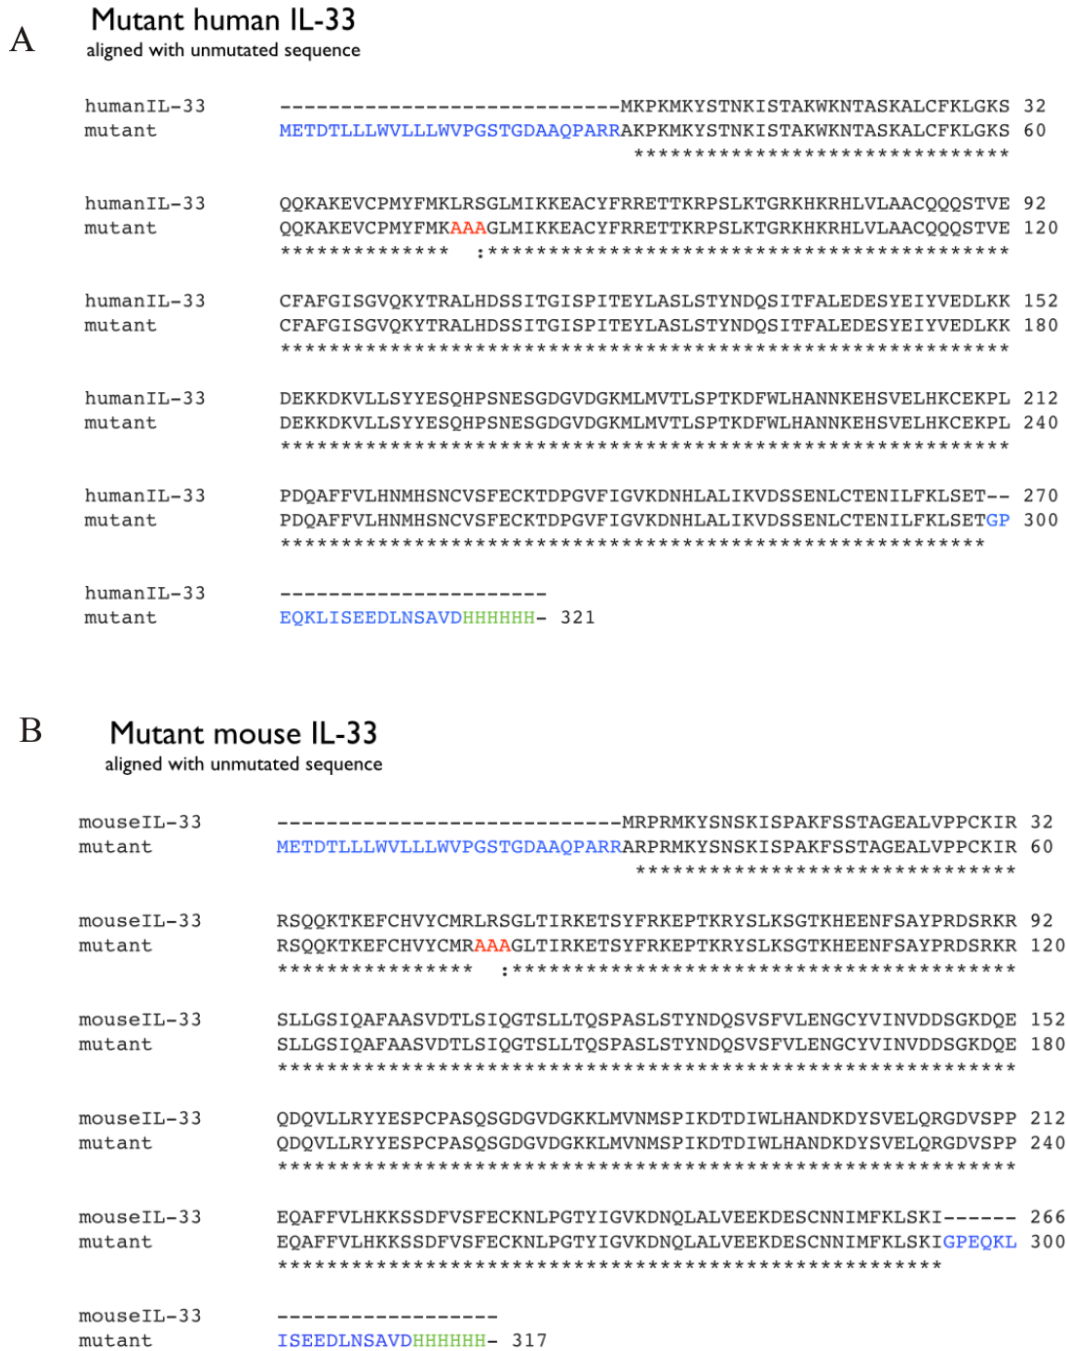 A
Mutant human IL-33
aligned with unmutated sequence
humanIL-33 ----------------------------MKPKMKYSTNKISTAKWKNTASKALCFKLGKS 32
mutant METDTLLLWVLLLWVPGSTGDAAQPARRAKPKMKYSTNKISTAKWKNTASKALCFKLGKS 60
*******************************
humanIL-33 QQKAKEVCPMYFMKLRSGLMIKKEACYFRRETTKRPSLKTGRKHKRHLVLAACQQQSTVE 92
mutant QQKAKEVCPMYFMKAAAGLMIKKEACYFRRETTKRPSLKTGRKHKRHLVLAACQQQSTVE 120
**************  :*******************************************
humanIL-33 CFAFGISGVQKYTRALHDSSITGISPITEYLASLSTYNDQSITFALEDESYEIYVEDLKK 152
mutant CFAFGISGVQKYTRALHDSSITGISPITEYLASLSTYNDQSITFALEDESYEIYVEDLKK 180
************************************************************
humanIL-33 DEKKDKVLLSYYESQHPSNESGDGVDGKMLMVTLSPTKDFWLHANNKEHSVELHKCEKPL 212
mutant DEKKDKVLLSYYESQHPSNESGDGVDGKMLMVTLSPTKDFWLHANNKEHSVELHKCEKPL 240
************************************************************
humanIL-33 PDQAFFVLHNMHSNCVSFECKTDPGVFIGVKDNHLALIKVDSSENLCTENILFKLSET-- 270
mutant PDQAFFVLHNMHSNCVSFECKTDPGVFIGVKDNHLALIKVDSSENLCTENILFKLSETGP 300
**********************************************************
humanIL-33 ----------------------
mutant EQKLISEEDLNSAVDHHHHHH- 321
B
Mutant mouse IL-33
aligned with unmutated sequence
mouseIL-33 ----------------------------MRPRMKYSNSKISPAKFSSTAGEALVPPCKIR 32
mutant METDTLLLWVLLLWVPGSTGDAAQPARRARPRMKYSNSKISPAKFSSTAGEALVPPCKIR 60
*******************************
mouseIL-33 RSQQKTKEFCHVYCMRLRSGLTIRKETSYFRKEPTKRYSLKSGTKHEENFSAYPRDSRKR 92
mutant RSQQKTKEFCHVYCMRAAAGLTIRKETSYFRKEPTKRYSLKSGTKHEENFSAYPRDSRKR 120
****************  :*****************************************
mouseIL-33 SLLGSIQAFAASVDTLSIQGTSLLTQSPASLSTYNDQSVSFVLENGCYVINVDDSGKDQE 152
mutant SLLGSIQAFAASVDTLSIQGTSLLTQSPASLSTYNDQSVSFVLENGCYVINVDDSGKDQE 180
************************************************************
mouseIL-33 QDQVLLRYYESPCPASQSGDGVDGKKLMVNMSPIKDTDIWLHANDKDYSVELQRGDVSPP 212
mutant QDQVLLRYYESPCPASQSGDGVDGKKLMVNMSPIKDTDIWLHANDKDYSVELQRGDVSPP 240
************************************************************
mouseIL-33 EQAFFVLHKKSSDFVSFECKNLPGTYIGVKDNQLALVEEKDESCNNIMFKLSKI------ 266
mutant EQAFFVLHKKSSDFVSFECKNLPGTYIGVKDNQLALVEEKDESCNNIMFKLSKIGPEQKL 300
******************************************************
mouseIL-33 ------------------
mutant ISEEDLNSAVDHHHHHH- 317